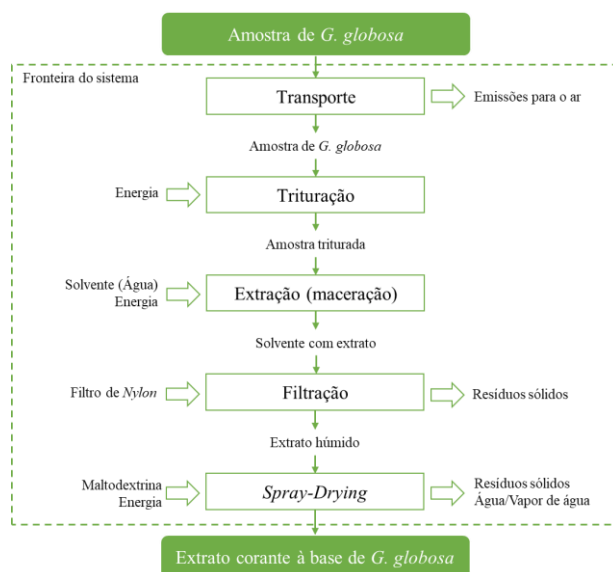 Amostra de G. globosa
Fronteira do sistema
Transporte
Emissões para o ar
Amostra de G. globosa
Energia
Trituração
Amostra triturada
Solvente (Água)
Energia
Extração (maceração)
Solvente com extrato
Filtro de Nylon
Filtração
Resíduos sólidos
Extrato húmido
Maltodextrina
Energia
Spray-Drying
Resíduos sólidos
Água/Vapor de água
Extrato corante à base de G. globosa